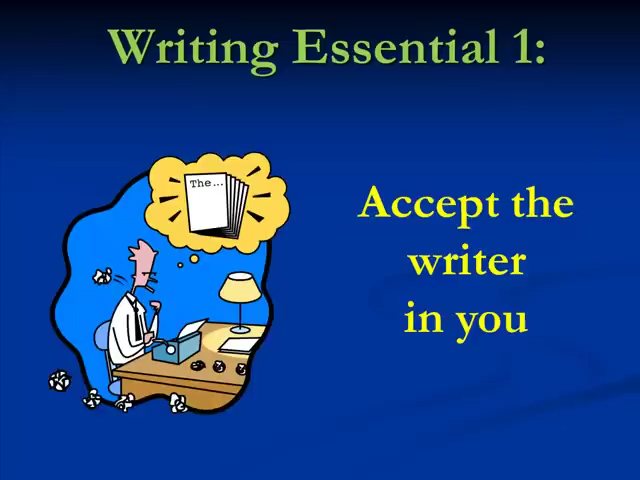 Writing Essential 1:
The...
Accept the
writer
in you